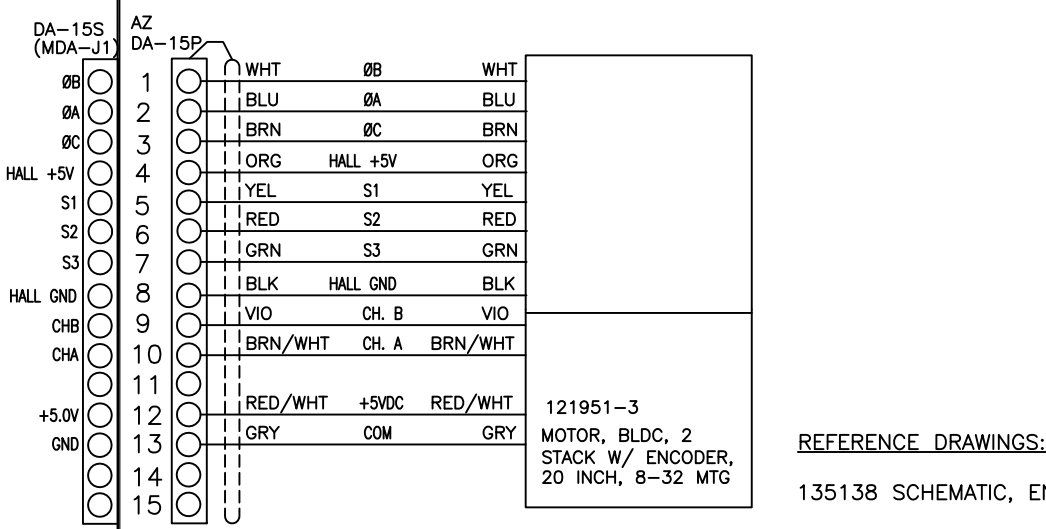 DA-15S
(MDA-J1)
AZ
DA-15P
ØB 1 WHT ØB WHT
ØA 2 BLU ØA BLU
ØC 3 BRN ØC BRN
HALL +5V 4 ORG HALL +5V ORG
S1 5 YEL S1 YEL
S2 6 RED S2 RED
S3 7 GRN S3 GRN
HALL GND 8 BLK HALL GND BLK
CHB 9 VIO CH. B VIO
CHA 10 BRN/WHT CH. A BRN/WHT
11
+5.0V 12 RED/WHT +5VDC RED/WHT
GND 13 GRY COM GRY
14
15
121951-3
MOTOR, BLDC, 2
STACK W/ ENCODER,
20 INCH, 8-32 MTG
REFERENCE DRAWINGS:
135138 SCHEMATIC,